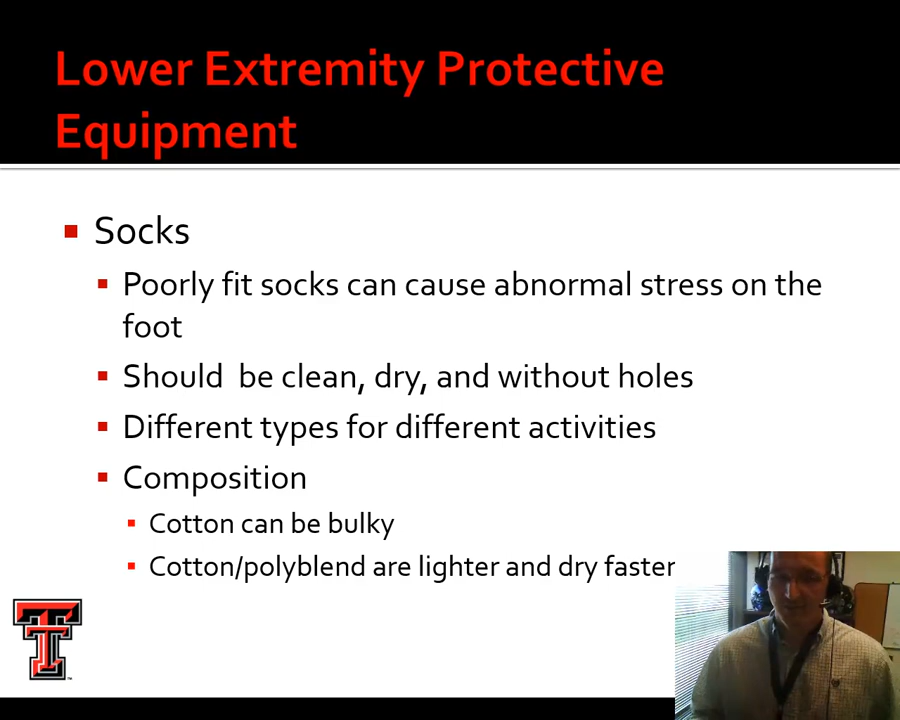 Lower Extremity Protective
Equipment
Socks
Poorly fit socks can cause abnormal stress on the
foot
Should  be clean, dry, and without holes
Different types for different activities
Composition
Cotton can be bulky
Cotton/polyblend are lighter and dry faster